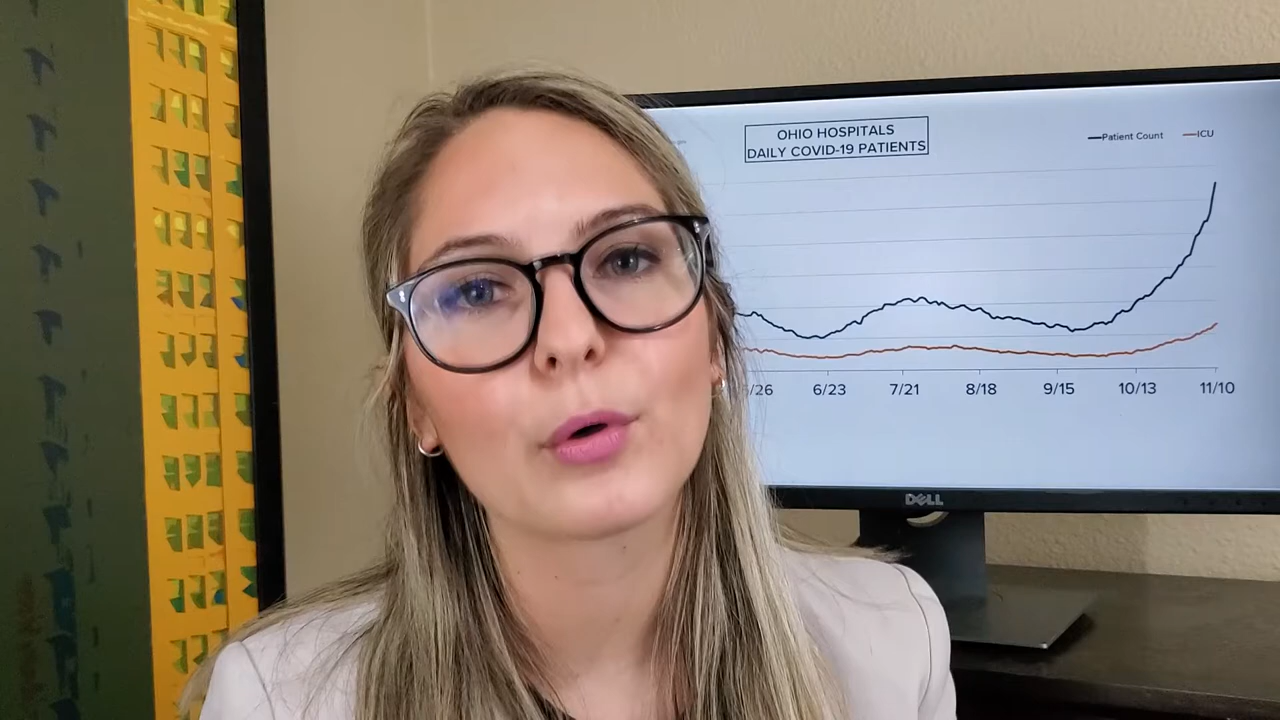 OHIO HOSPITALS
DAILY COVID-19 PATIENTS
Patient Count ICU
/26 6/23 7/21 8/18 9/15 10/13 11/10
DELL